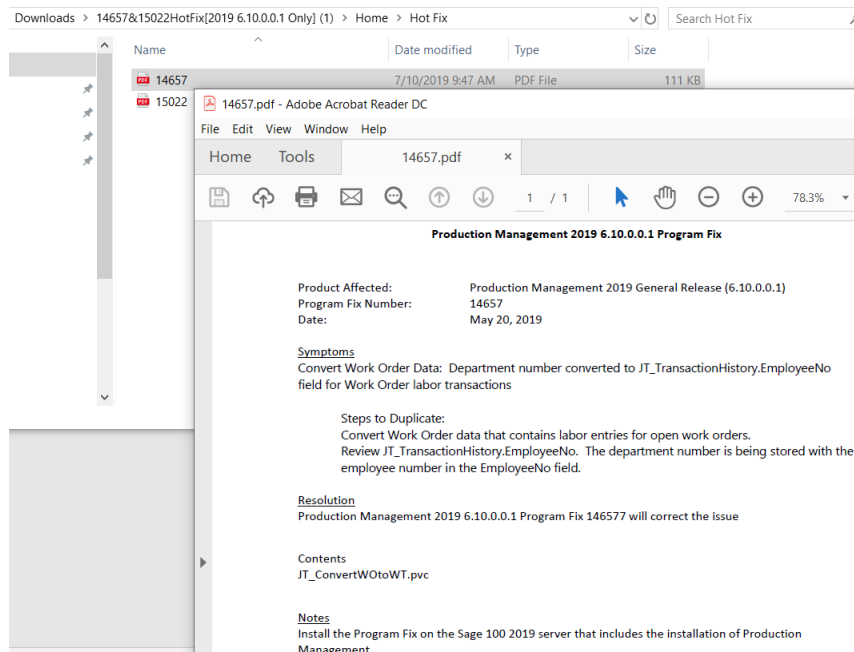 Downloads > 14657&15022HotFix[2019 6.10.0.0.1 Only] (1) > Home > Hot Fix
Search Hot Fix
Name Date modified Type Size
14657 7/10/2019 9:47 AM PDF File 111 KB
15022
14657.pdf - Adobe Acrobat Reader DC
File Edit View Window Help
Home Tools 14657.pdf ×
1 / 1 78.3%
Production Management 2019 6.10.0.0.1 Program Fix
Product Affected: Production Management 2019 General Release (6.10.0.0.1)
Program Fix Number: 14657
Date: May 20, 2019
Symptoms
Convert Work Order Data: Department number converted to JT_TransactionHistory.EmployeeNo
field for Work Order labor transactions
Steps to Duplicate:
Convert Work Order data that contains labor entries for open work orders.
Review JT_TransactionHistory.EmployeeNo. The department number is being stored with the
employee number in the EmployeeNo field.
Resolution
Production Management 2019 6.10.0.0.1 Program Fix 146577 will correct the issue
Contents
JT_ConvertWOtoWT.pvc
Notes
Install the Program Fix on the Sage 100 2019 server that includes the installation of Production
Management